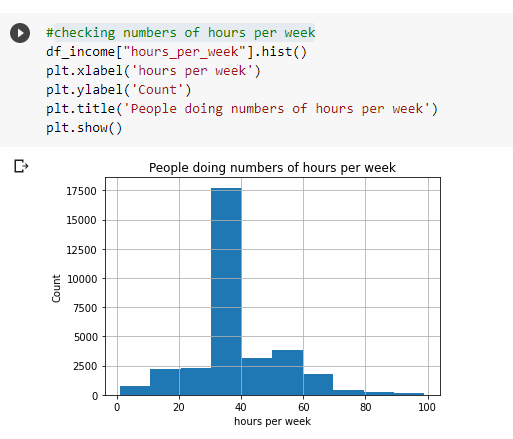 #checking numbers of hours per week
df_income["hours_per_week"].hist()
plt.xlabel('hours per week')
plt.ylabel('Count')
plt.title('People doing numbers of hours per week')
plt.show()
People doing numbers of hours per week
17500
15000
12500
10000
7500
5000
2500
0
Count
0 20 40 60 80 100
hours per week